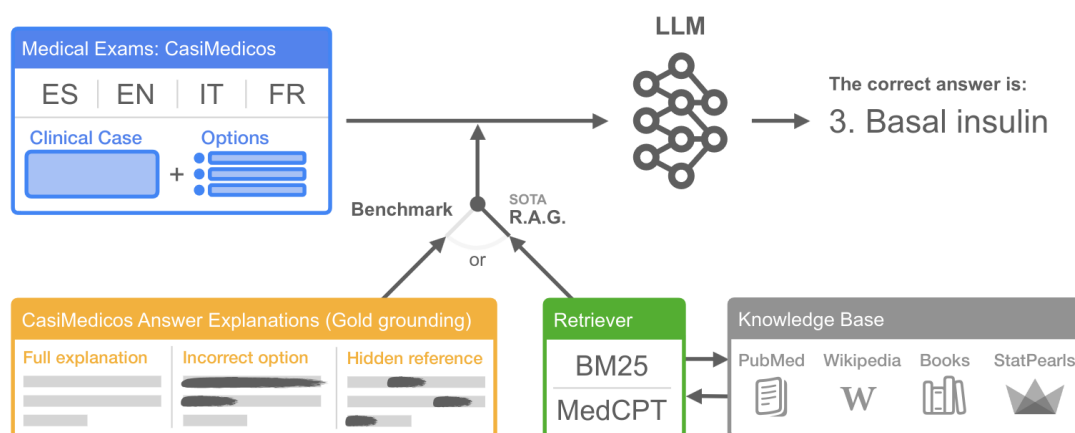 Medical Exams: CasiMedicos
ES EN IT FR
Clinical Case
Options
+
LLM
The correct answer is:
3. Basal insulin
Benchmark
SOTA
R.A.G.
or
CasiMedicos Answer Explanations (Gold grounding)
Full explanation
Incorrect option
Hidden reference
Retriever
BM25
MedCPT
Knowledge Base
PubMed
Wikipedia
Books
StatPearls
W